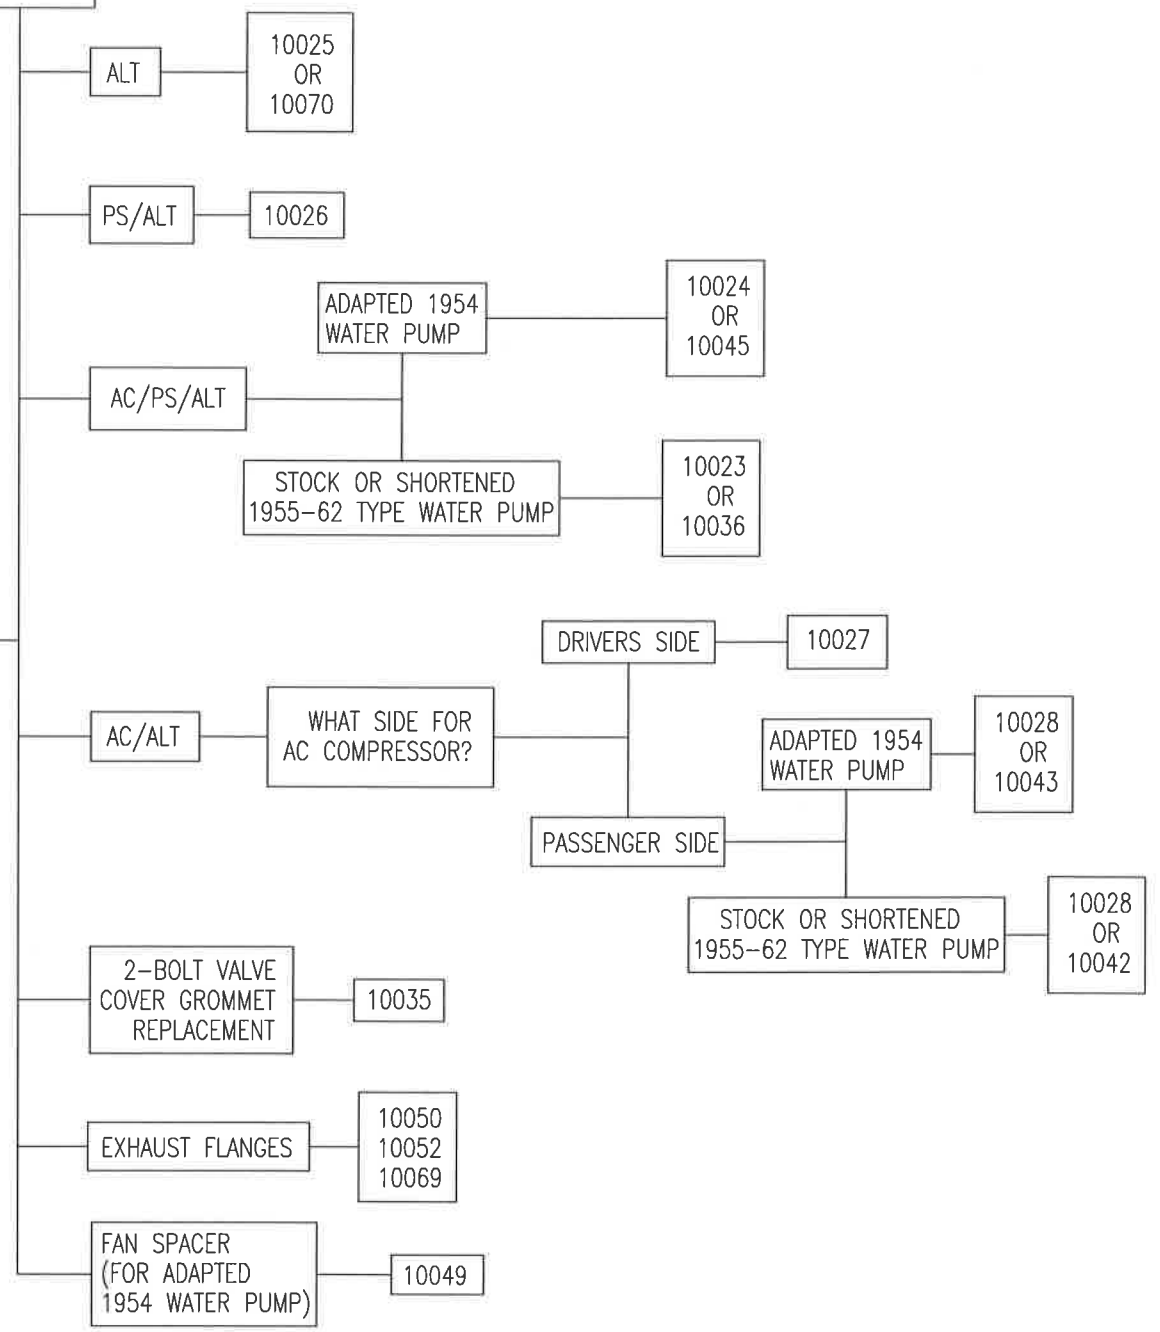 ALT
10025
OR
10070
PS/ALT
10026
ADAPTED 1954
WATER PUMP
10024
OR
10045
AC/PS/ALT
STOCK OR SHORTENED
1955-62 TYPE WATER PUMP
10023
OR
10036
DRIVERS SIDE
10027
AC/ALT
WHAT SIDE FOR
AC COMPRESSOR?
ADAPTED 1954
WATER PUMP
10028
OR
10043
PASSENGER SIDE
STOCK OR SHORTENED
1955-62 TYPE WATER PUMP
10028
OR
10042
2-BOLT VALVE
COVER GROMMET
REPLACEMENT
10035
EXHAUST FLANGES
10050
10052
10069
FAN SPACER
(FOR ADAPTED
1954 WATER PUMP)
10049